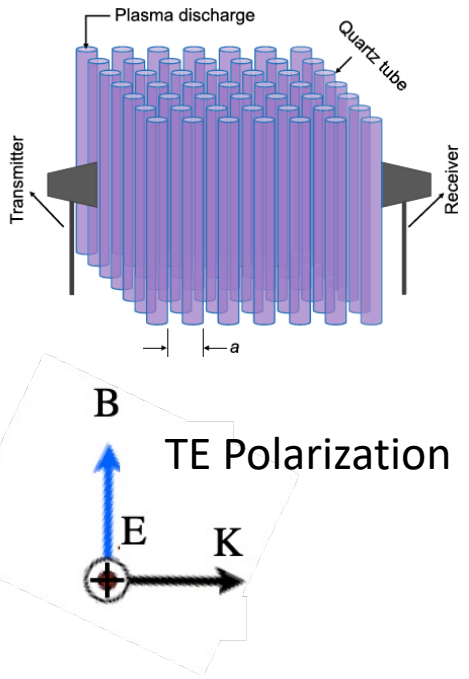 Plasma discharge
Quartz tube
Transmitter
Receiver
a
B
TE Polarization
E
K